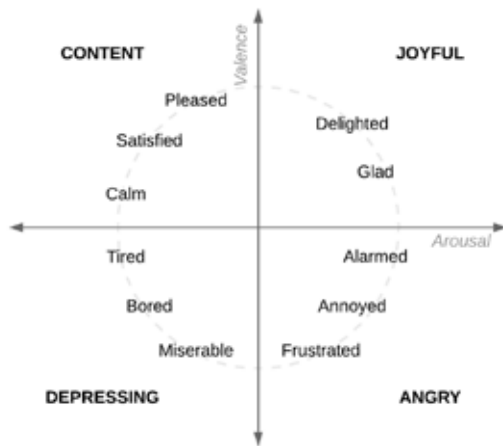 CONTENT
JOYFUL
Valence
Pleased
Delighted
Satisfied
Glad
Calm
Arousal
Tired
Alarmed
Bored
Annoyed
Miserable
Frustrated
DEPRESSING
ANGRY